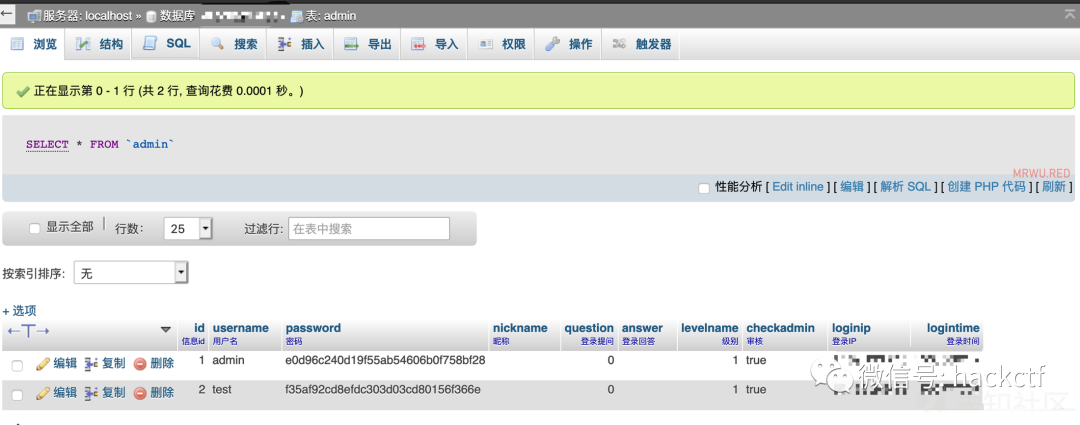 服务器: localhost » 数据库 表: admin
浏览 结构 SQL 搜索 插入 导出 导入 权限 操作 触发器
正在显示第 0 - 1 行 (共 2 行, 查询花费 0.0001 秒。)
SELECT * FROM `admin`
MRWU.RED
性能分析 [ Edit inline ] [ 编辑 ] [ 解析 SQL ] [ 创建 PHP 代码 ] [ 刷新 ]
显示全部 行数: 25 过滤行: 在表中搜索
按索引排序: 无
+ 选项
←T→ id username password nickname question answer levelname checkadmin loginip logintime
信息id 用户名 密码 昵称 登录提问 登录回答 级别 审核 登录IP 登录时间
编辑 复制 删除 1 admin e0d96c240d19f55ab54606b0f758bf28 0 1 true
微信号: hackctf
编辑 复制 删除 2 test f35af92cd8efdc303d03cd80156f366e 0 1 true